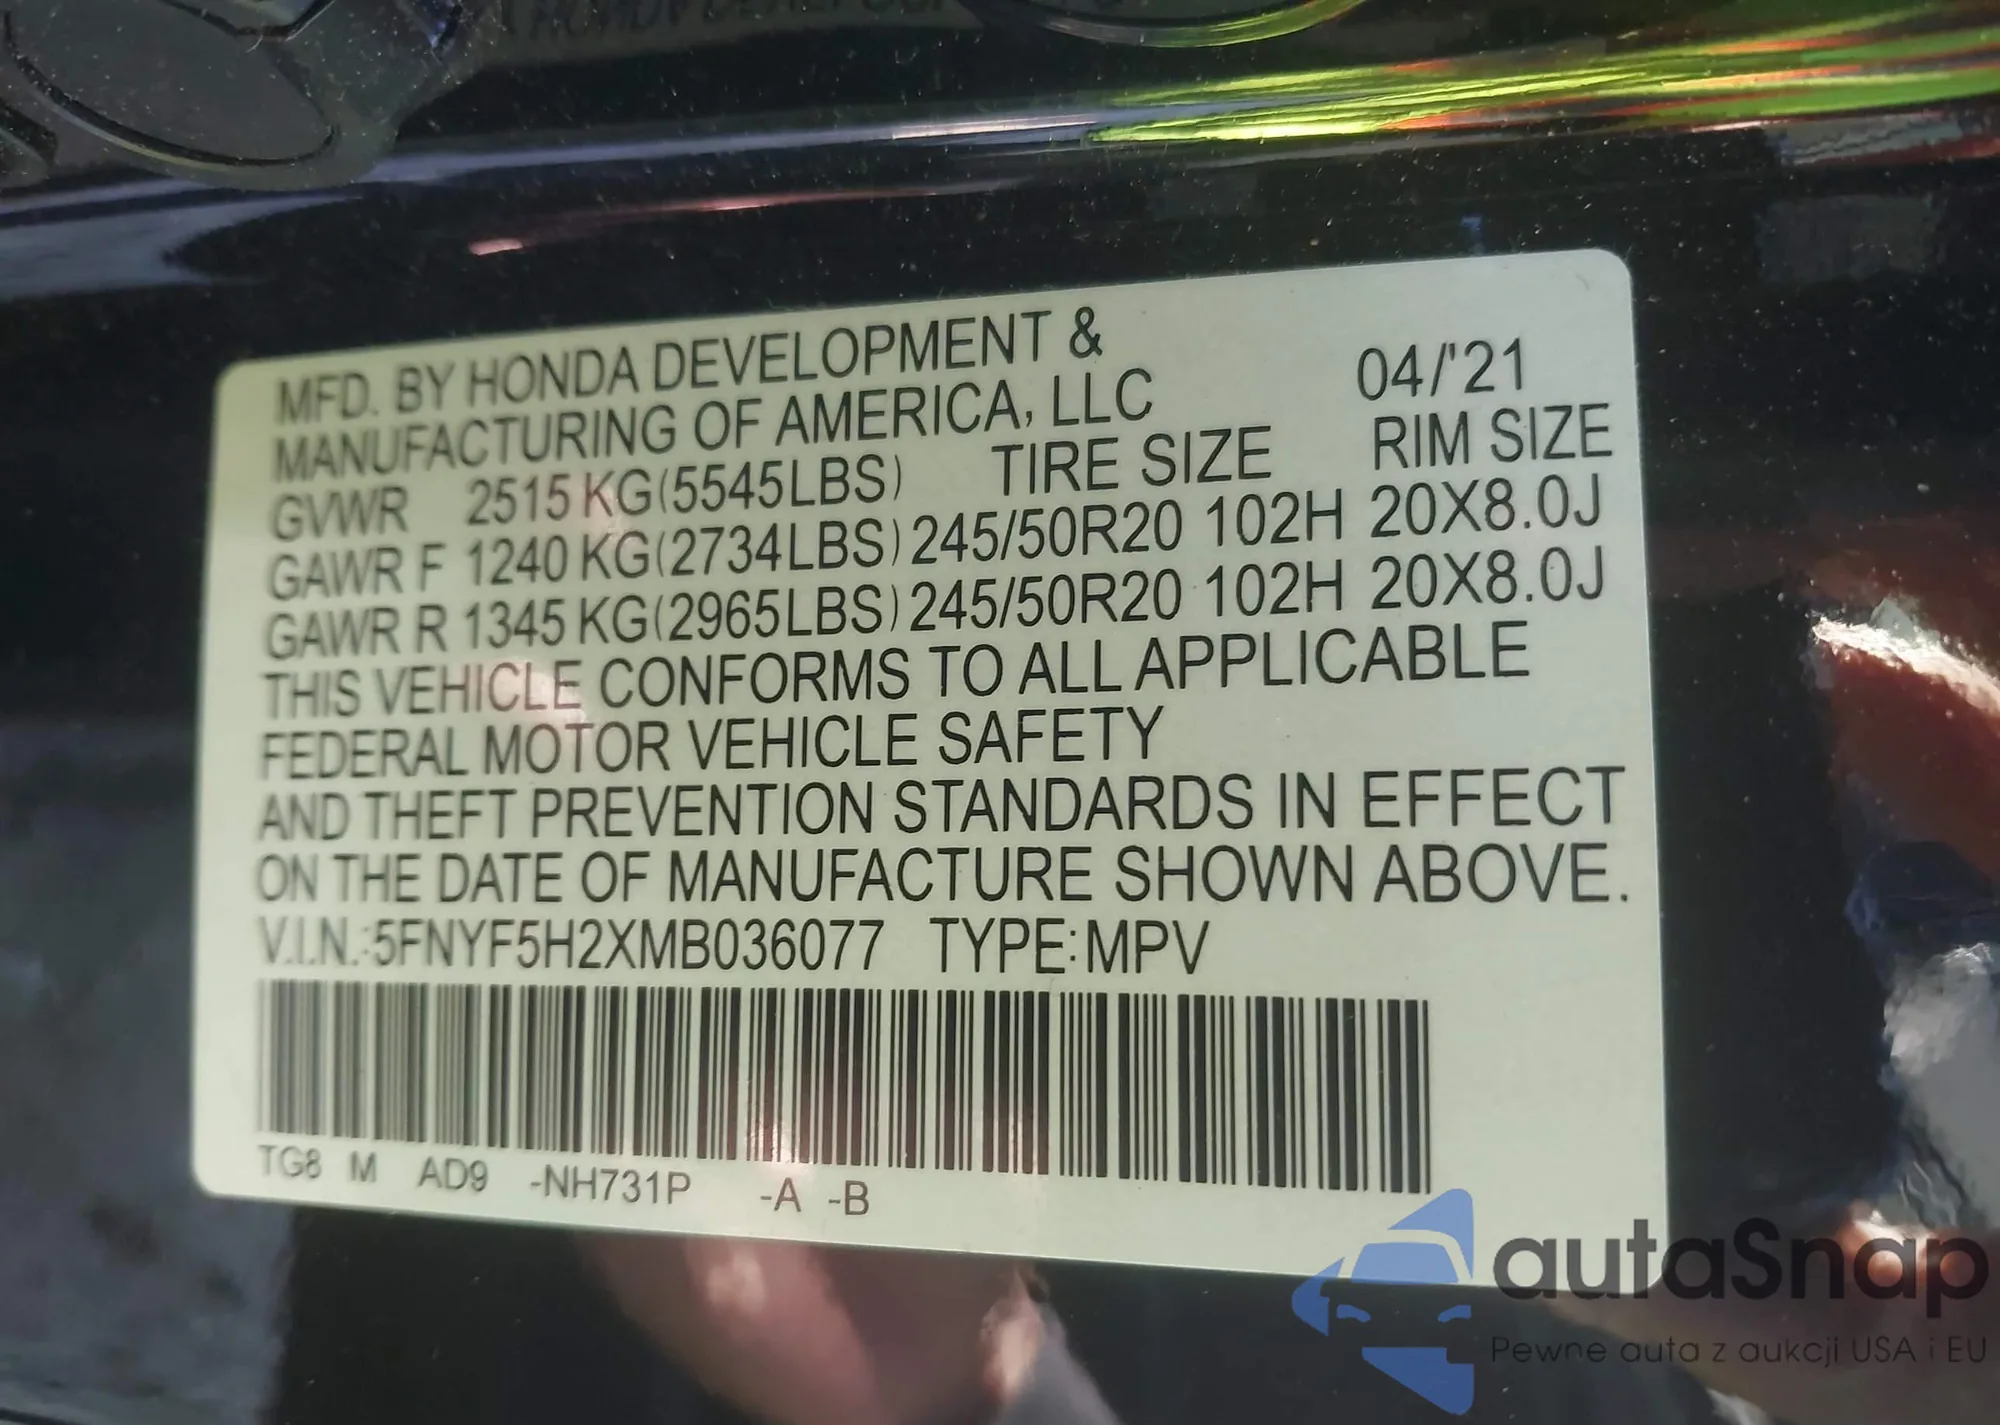 MFD. BY HONDA DEVELOPMENT &
MANUFACTURING OF AMERICA, LLC 04/'21
GVWR 2515 KG(5545LBS) TIRE SIZE RIM SIZE
GAWR F 1240 KG(2734LBS) 245/50R20 102H 20X8.0J
GAWR R 1345 KG(2965LBS) 245/50R20 102H 20X8.0J
THIS VEHICLE CONFORMS TO ALL APPLICABLE
FEDERAL MOTOR VEHICLE SAFETY
AND THEFT PREVENTION STANDARDS IN EFFECT
ON THE DATE OF MANUFACTURE SHOWN ABOVE.
V.I.N.:5FNYF5H2XMB036077 TYPE:MPV
TG8 M AD9 -NH731P -A -B
autaSnap
Pewne auta z aukcji USA i EU